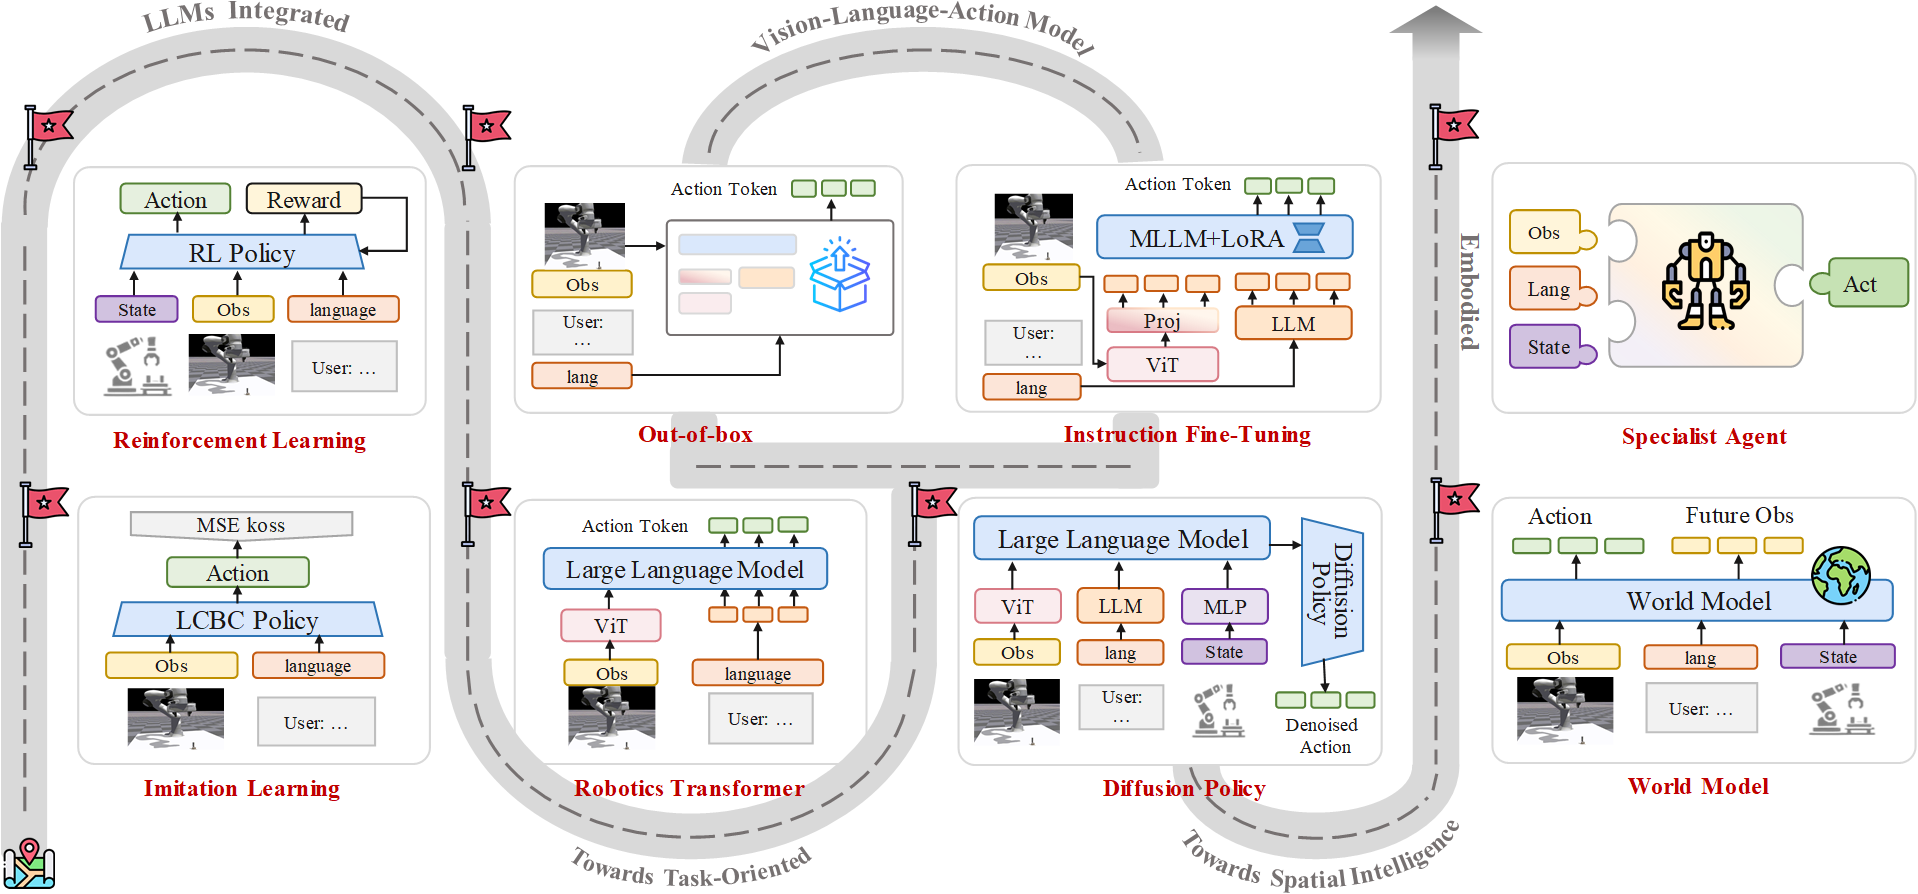 LLMs Integrated
Action
Reward
RL Policy
State
Obs
language
User: ...
Reinforcement Learning
MSE koss
Action
LCBC Policy
Obs
language
User: ...
Imitation Learning
Vision-Language-Action Model
Action Token
Obs
User:
...
lang
Out-of-box
Action Token
MLLM+LoRA
Obs
User:
...
Proj
LLM
ViT
lang
Instruction Fine-Tuning
Action Token
Large Language Model
ViT
Obs
language
User: ...
Robotics Transformer
Towards Task-Oriented
Large Language Model
Diffusion
Policy
ViT
LLM
MLP
Obs
lang
State
User:
...
Denoised
Action
Diffusion Policy
Towards Spatial Intelligence
Embodied
Obs
Lang
State
Act
Specialist Agent
Action
Future Obs
World Model
Obs
lang
State
User: ...
World Model